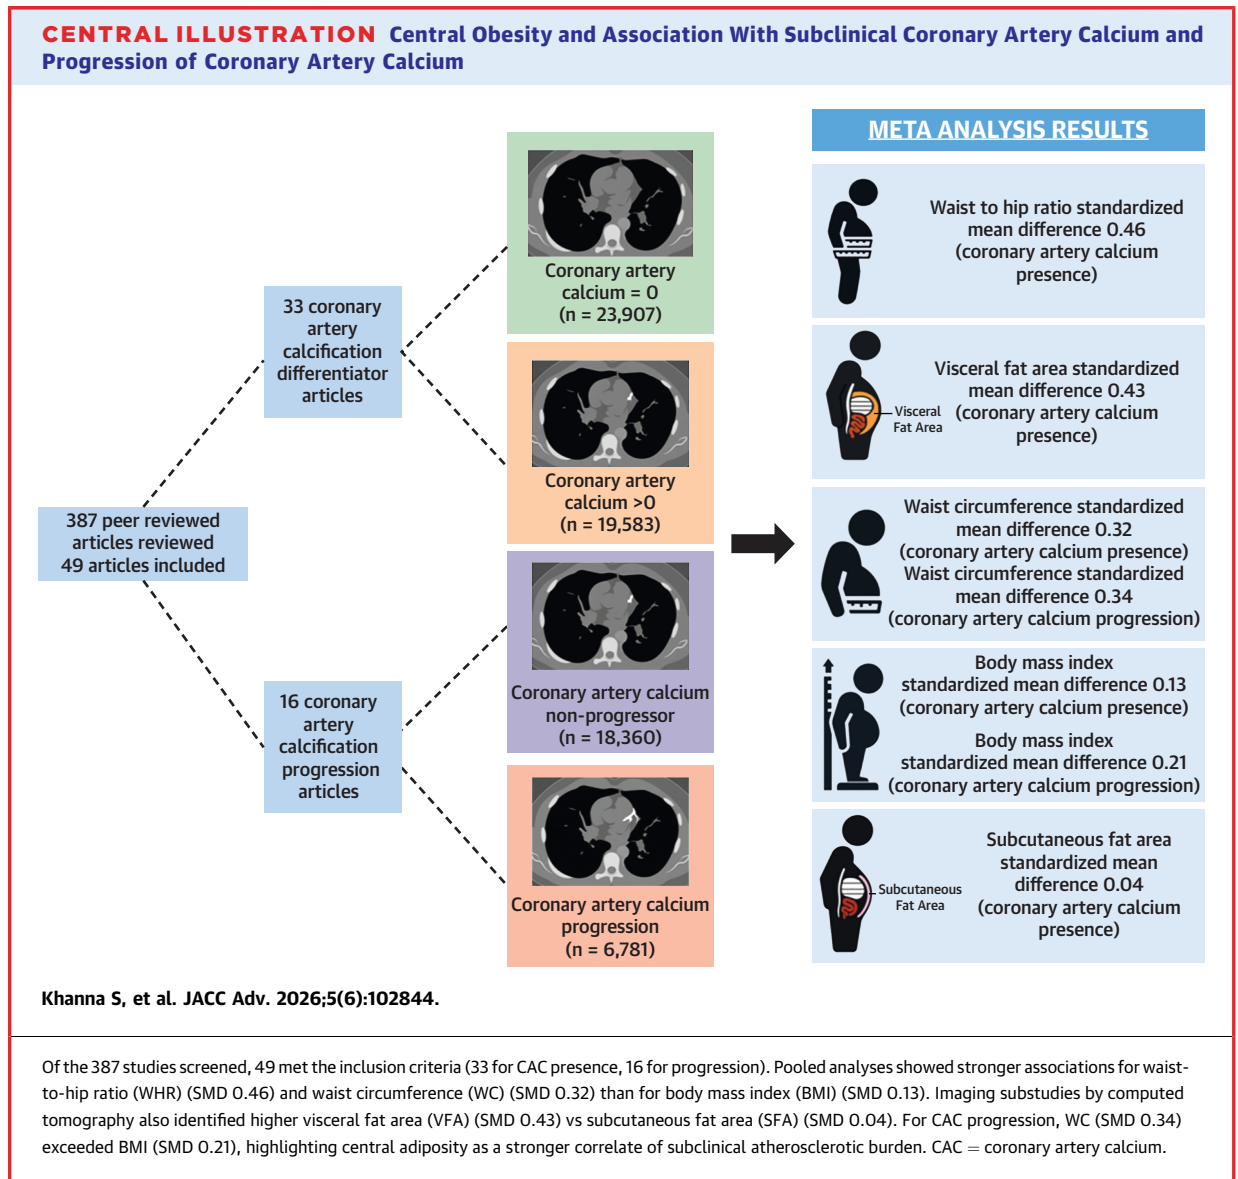 CENTRAL ILLUSTRATION Central Obesity and Association With Subclinical Coronary Artery Calcium and
Progression of Coronary Artery Calcium
387 peer reviewed
articles reviewed
49 articles included
33 coronary
artery
calcification
differentiator
articles
16 coronary
artery
calcification
progression
articles
Coronary artery
calcium = 0
(n = 23,907)
Coronary artery
calcium >0
(n = 19,583)
Coronary artery calcium
non-progressor
(n = 18,360)
Coronary artery calcium
progression
(n = 6,781)
META ANALYSIS RESULTS
Waist to hip ratio standardized
mean difference 0.46
(coronary artery calcium
presence)
Visceral
Fat Area
Visceral fat area standardized
mean difference 0.43
(coronary artery calcium
presence)
Waist circumference standardized
mean difference 0.32
(coronary artery calcium presence)
Waist circumference standardized
mean difference 0.34
(coronary artery calcium progression)
Body mass index
standardized mean difference 0.13
(coronary artery calcium presence)
Body mass index
standardized mean difference 0.21
(coronary artery calcium progression)
Subcutaneous
Fat Area
Subcutaneous fat area
standardized mean
difference 0.04
(coronary artery calcium
presence)
Khanna S, et al. JACC Adv. 2026;5(6):102844.
Of the 387 studies screened, 49 met the inclusion criteria (33 for CAC presence, 16 for progression). Pooled analyses showed stronger associations for waist-
to-hip ratio (WHR) (SMD 0.46) and waist circumference (WC) (SMD 0.32) than for body mass index (BMI) (SMD 0.13). Imaging substudies by computed
tomography also identified higher visceral fat area (VFA) (SMD 0.43) vs subcutaneous fat area (SFA) (SMD 0.04). For CAC progression, WC (SMD 0.34)
exceeded BMI (SMD 0.21), highlighting central adiposity as a stronger correlate of subclinical atherosclerotic burden. CAC = coronary artery calcium.